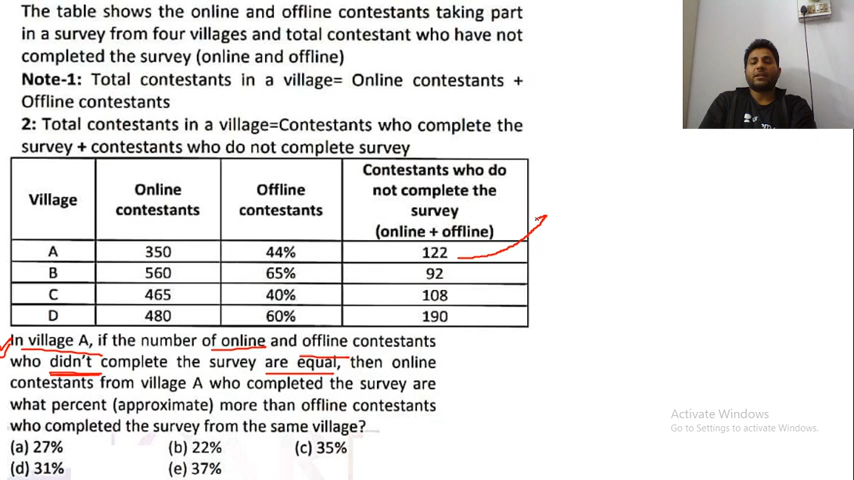 The table shows the online and offline contestants taking part
in a survey from four villages and total contestant who have not
completed the survey (online and offline)
Note-1: Total contestants in a village= Online contestants +
Offline contestants
2: Total contestants in a village=Contestants who complete the
survey + contestants who do not complete survey
Village
Online
contestants
Offline
contestants
Contestants who do
not complete the
survey
(online + offline)
A 350 44% 122
B 560 65% 92
C 465 40% 108
D 480 60% 190
In village A, if the number of online and offline contestants
who didn't complete the survey are equal, then online
contestants from village A who completed the survey are
what percent (approximate) more than offline contestants
who completed the survey from the same village?
(a) 27% (b) 22% (c) 35%
(d) 31% (e) 37%
Activate Windows
Go to Settings to activate Windows.